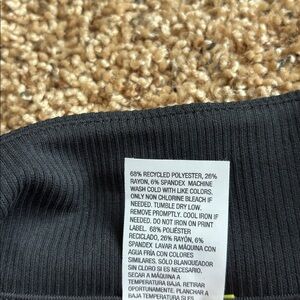 68% RECYCLED POLYESTER, 26%
RAYON, 6% SPANDEX MACHINE
WASH COLD WITH LIKE COLORS.
ONLY NON CHLORINE BLEACH IF
NEEDED. TUMBLE DRY LOW.
REMOVE PROMPTLY. COOL IRON IF
NEEDED. DO NOT IRON ON PRINT
LABEL. 68% POLIÉSTER
RECICLADO, 26% RAYÓN, 6%
SPANDEX LAVAR A MÁQUINA CON
AGUA FRÍA CON COLORES
SIMILARES. SÓLO BLANQUEADOR
SIN CLORO SI ES NECESARIO.
SECAR A MÁQUINA A
TEMPERATURA BAJA. RETIRAR
OPORTUNAMENTE. PLANCHAR A
BAJA TEMPERATURA SI ES